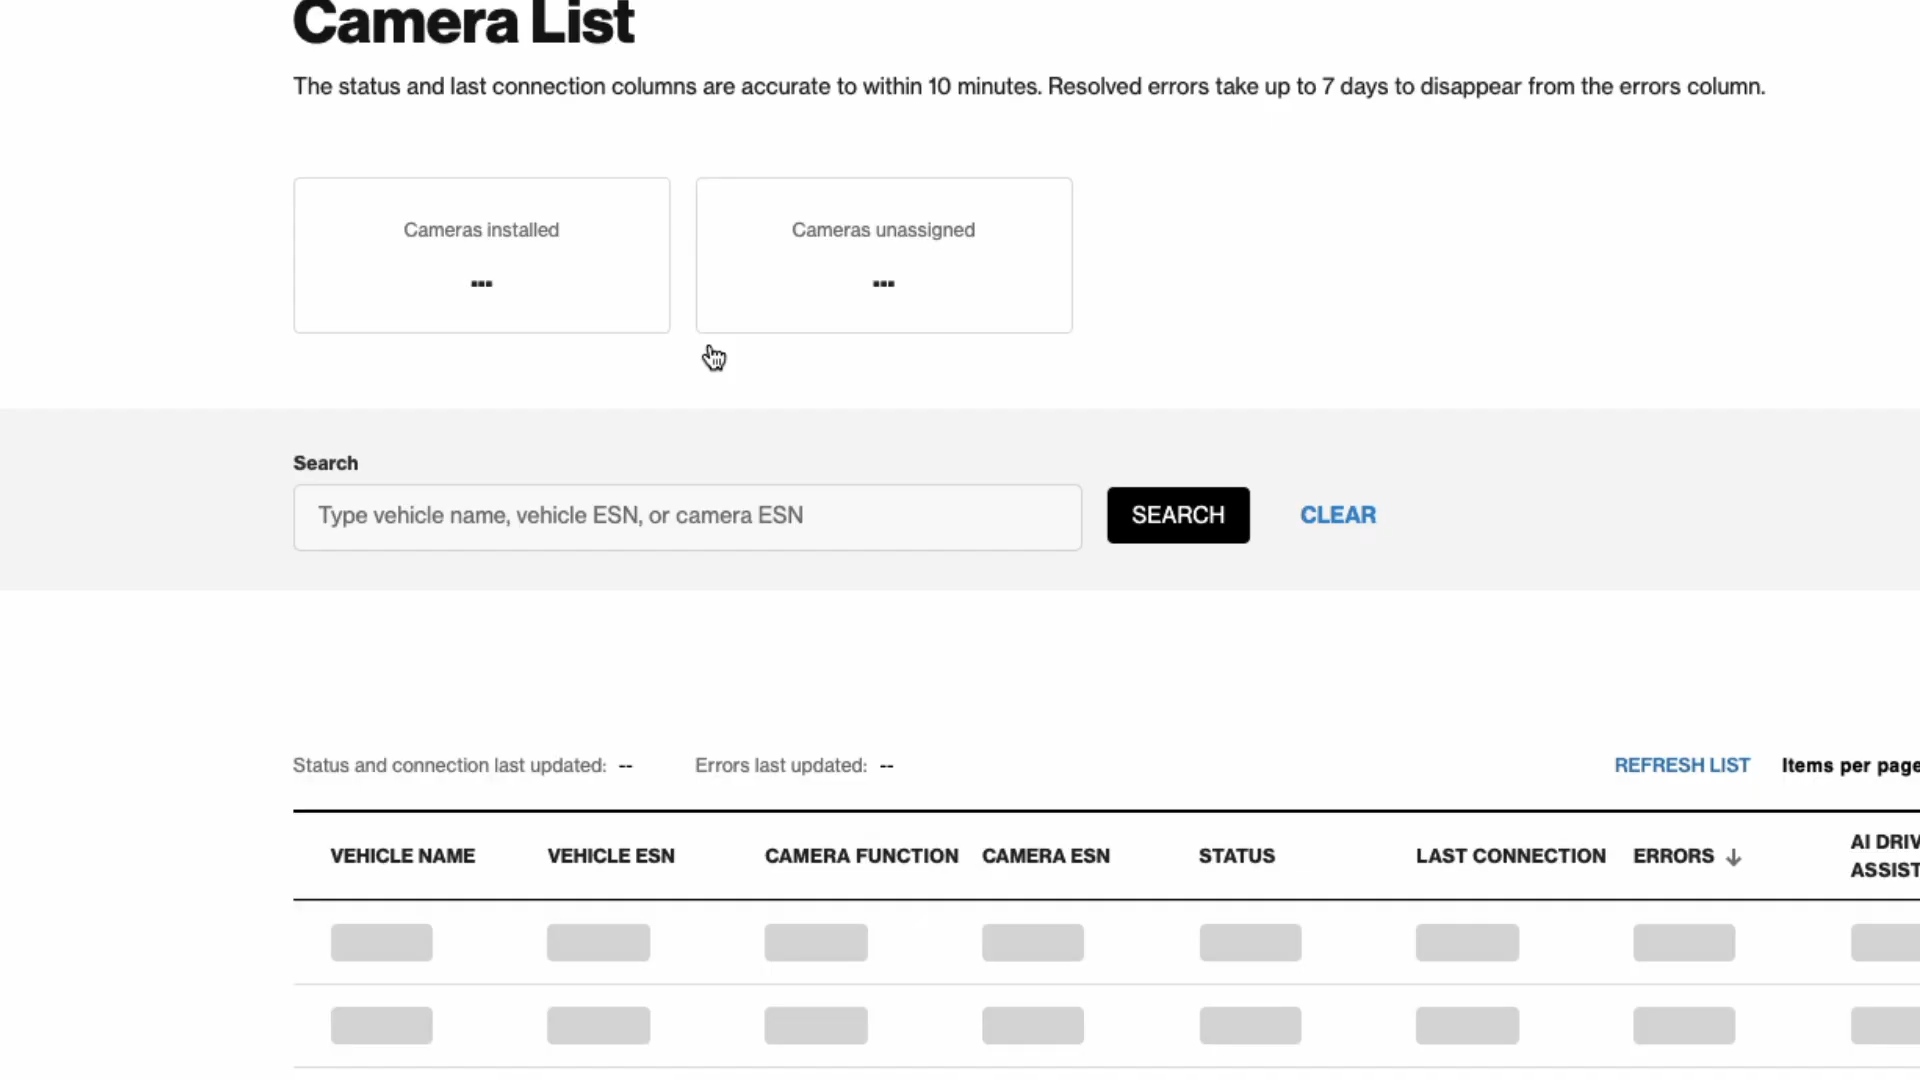 Camera List
The status and last connection columns are accurate to within 10 minutes. Resolved errors take up to 7 days to disappear from the errors column.
Cameras installed
Cameras unassigned
---
---
Search
Type vehicle name, vehicle ESN, or camera ESN
SEARCH
CLEAR
Status and connection last updated: --
Errors last updated: --
REFRESH LIST
Items per page
VEHICLE NAME
VEHICLE ESN
CAMERA FUNCTION
CAMERA ESN
STATUS
LAST CONNECTION
ERRORS ↓
AI DRIV
ASSIST